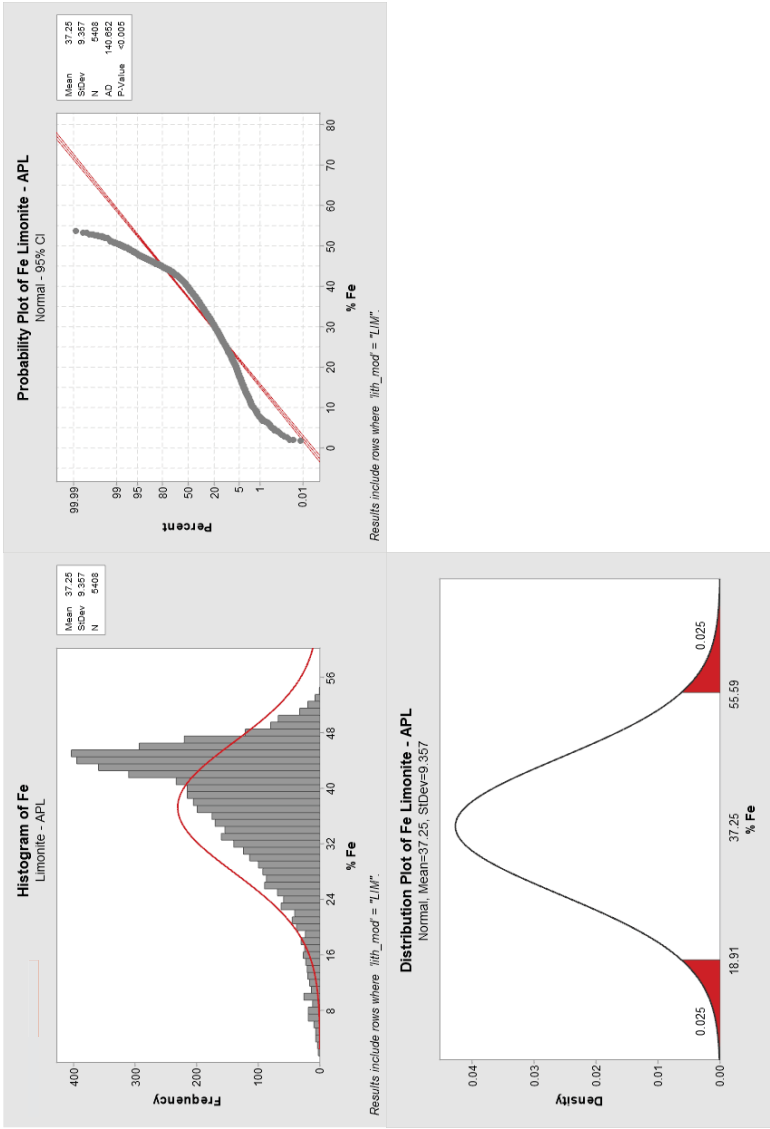 Histogram of Fe
Limonite - APL
Mean 37.25
StDev 9.357
N 5408
400
300
200
100
0
Frequency
8 16 24 32 40 48 56
% Fe
Results include rows where 'lith_mod' = "LIM".
Probability Plot of Fe Limonite - APL
Normal - 95% CI
Mean 37.25
StDev 9.357
N 5408
AD 140.652
P-Value <0.005
99.99
99
95
80
50
20
5
1
0.01
Percent
0 10 20 30 40 50 60 70 80
% Fe
Results include rows where 'lith_mod' = "LIM".
Distribution Plot of Fe Limonite - APL
Normal, Mean=37.25, StDev=9.357
0.04
0.03
0.02
0.01
0.00
Density
0.025 0.025
18.91 37.25 55.59
% Fe